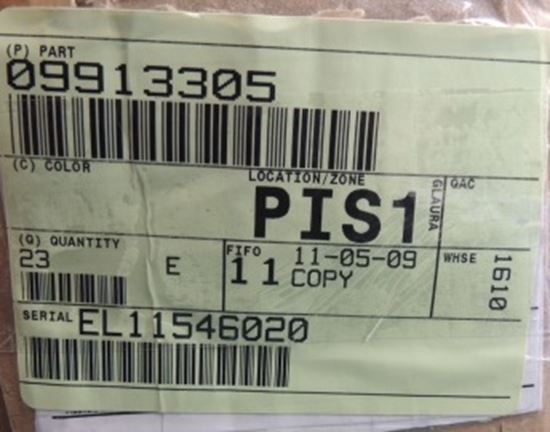 (P) PART
09913305
(C) COLOR
LOCATION/ZONE
PIS1
GLAURA
QAC
(Q) QUANTITY
23
E
FIFO
11
11-05-09
COPY
WHSE
1610
SERIAL EL11546020